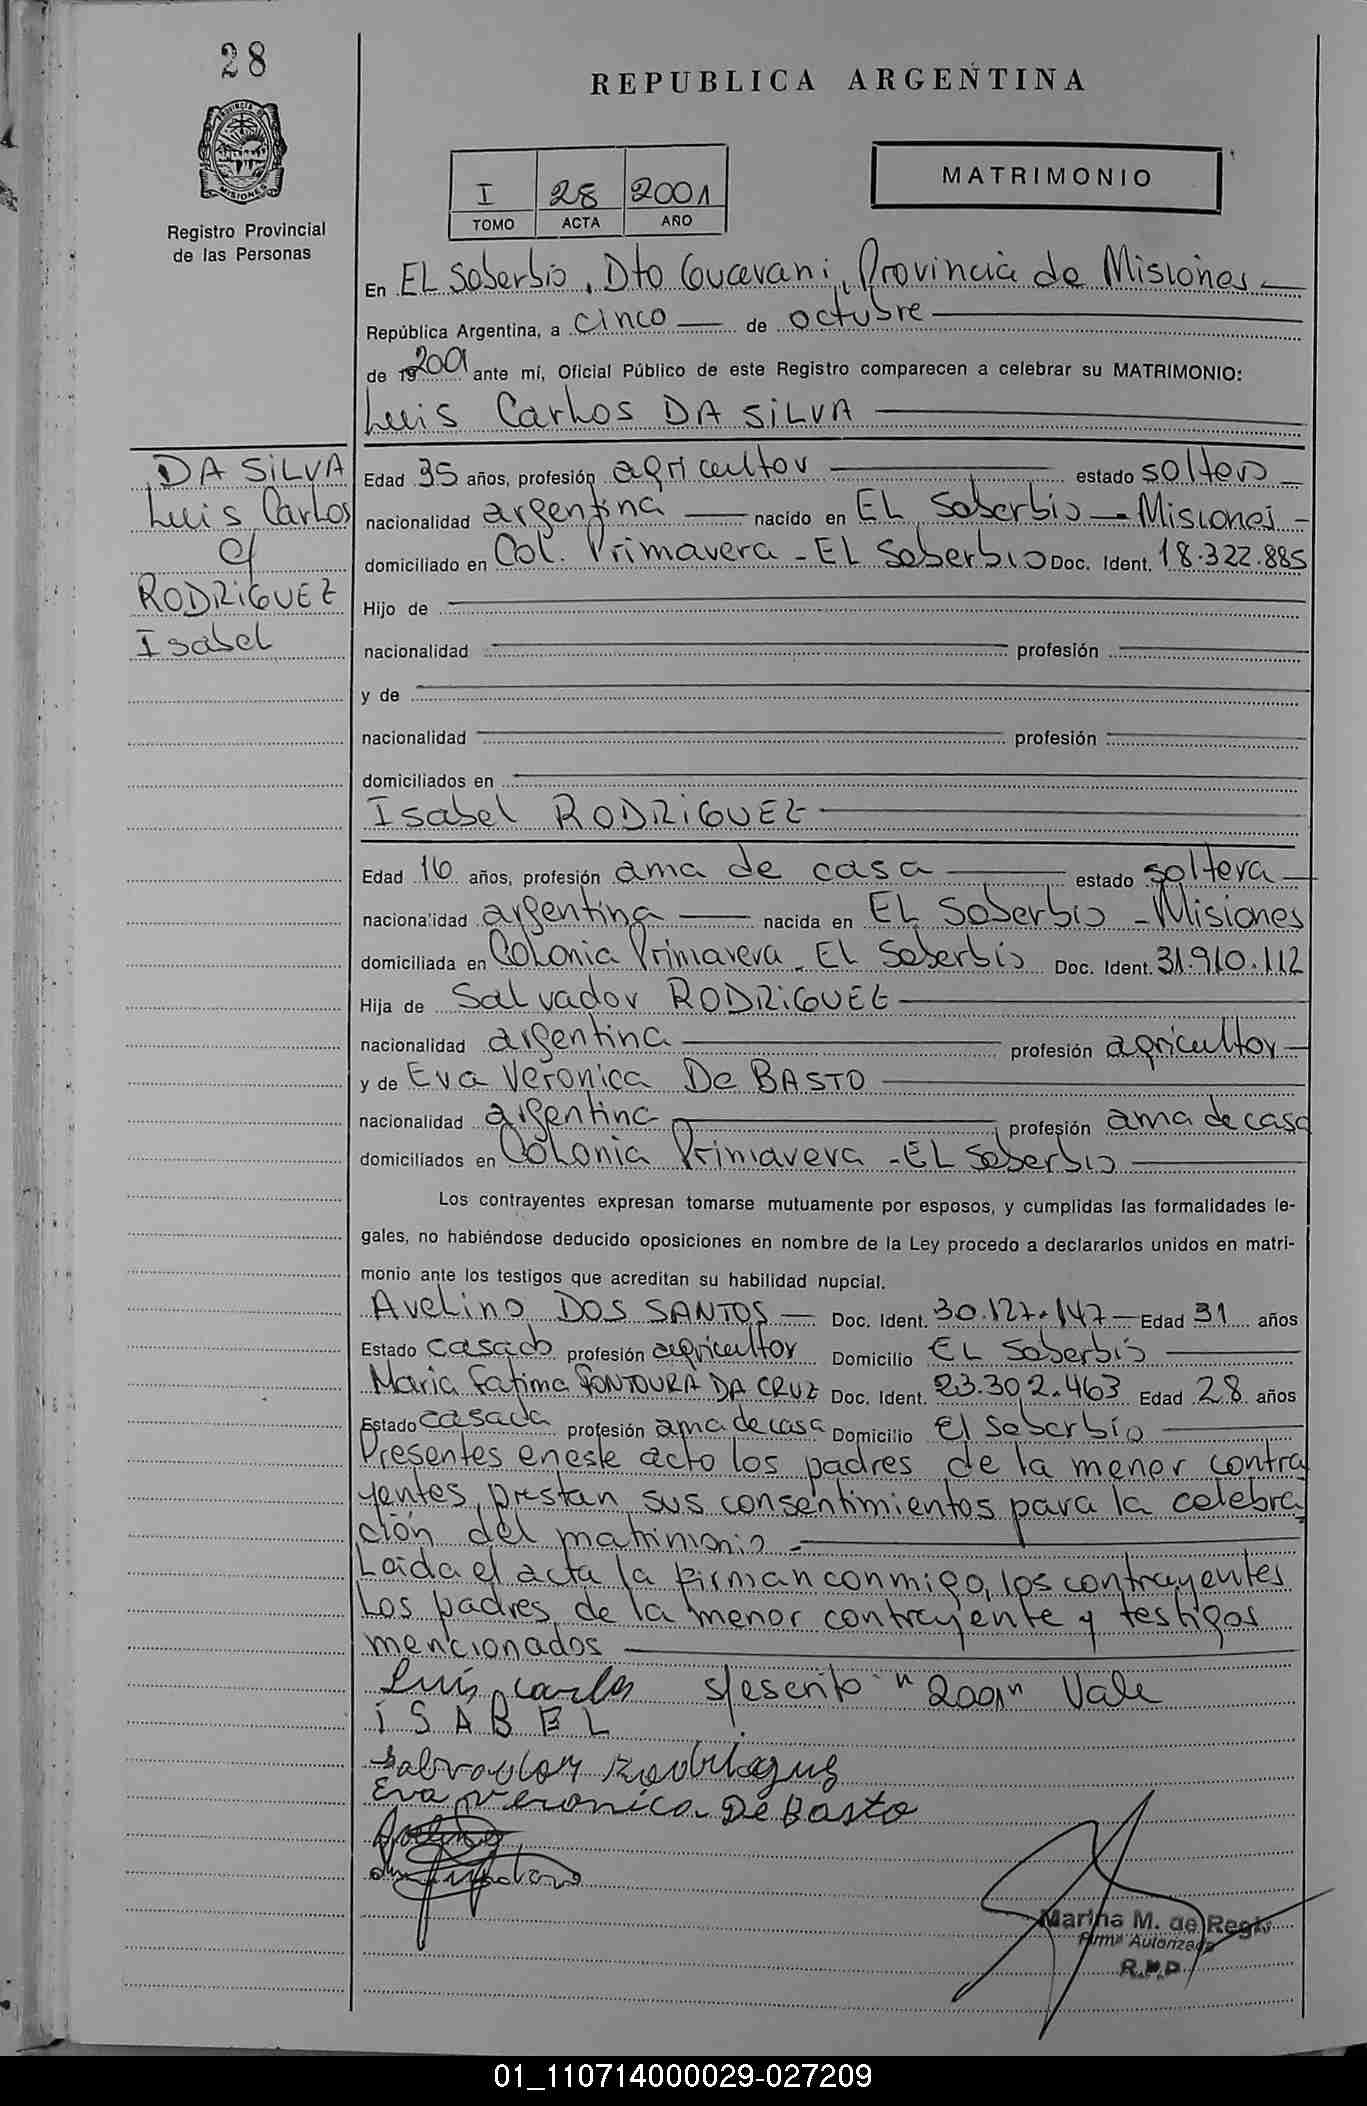 28
REPUBLICA ARGENTINA
PROVINCIA DE
MISIONES
Registro Provincial
de las Personas
I 28 2001
TOMO ACTA AÑO
MATRIMONIO
En EL Soberbio, Dto Guarani, Provincia de Misiones
República Argentina, a cinco de octubre
de 19 2001 ante mí, Oficial Público de este Registro comparecen a celebrar su MATRIMONIO:
Luis Carlos DA SILVA
DA SILVA
Luis Carlos
c/
RODRIGUEZ
Isabel
Edad 35 años, profesión agricultor estado soltero
nacionalidad argentina nacido en EL Soberbio - Misiones -
domiciliado en Col. Primavera - EL Soberbio Doc. Ident. 18.322.885
Hijo de
nacionalidad profesión
y de
nacionalidad profesión
domiciliados en
Isabel RODRIGUEZ
Edad 16 años, profesión ama de casa estado soltera
nacionalidad argentina nacida en EL Soberbio - Misiones
domiciliada en Colonia Primavera - EL Soberbio Doc. Ident. 31.910.112
Hija de Salvador RODRIGUEZ
nacionalidad argentina profesión agricultor
y de Eva Veronica De BASTO
nacionalidad argentina profesión ama de casa
domiciliados en Colonia Primavera - EL Soberbio
Los contrayentes expresan tomarse mutuamente por esposos, y cumplidas las formalidades le-
gales, no habiéndose deducido oposiciones en nombre de la Ley procedo a declararlos unidos en matri-
monio ante los testigos que acreditan su habilidad nupcial.
Avelino DOS SANTOS Doc. Ident. 30.127.147 Edad 31 años
Estado casado profesión agricultor Domicilio EL Soberbio
Maria Fatima FONTOURA DA CRUZ Doc. Ident. 23.302.463 Edad 28 años
Estado casada profesión ama de casa Domicilio El Soberbio
Presentes en este acto los padres de la menor contra
yentes, prestan sus consentimientos para la celebra
ción del matrimonio.
Leida el acta la firman conmigo, los contrayentes
Los padres de la menor contrayente y testigos
mencionados
Luis Carlos s/escrito "2001" Vale
ISABEL
Salvador Rodriguez
Eva Veronica De Basto
Marina M. de Regis
Firma Autorizada
R.P.P
01_110714000029-027209